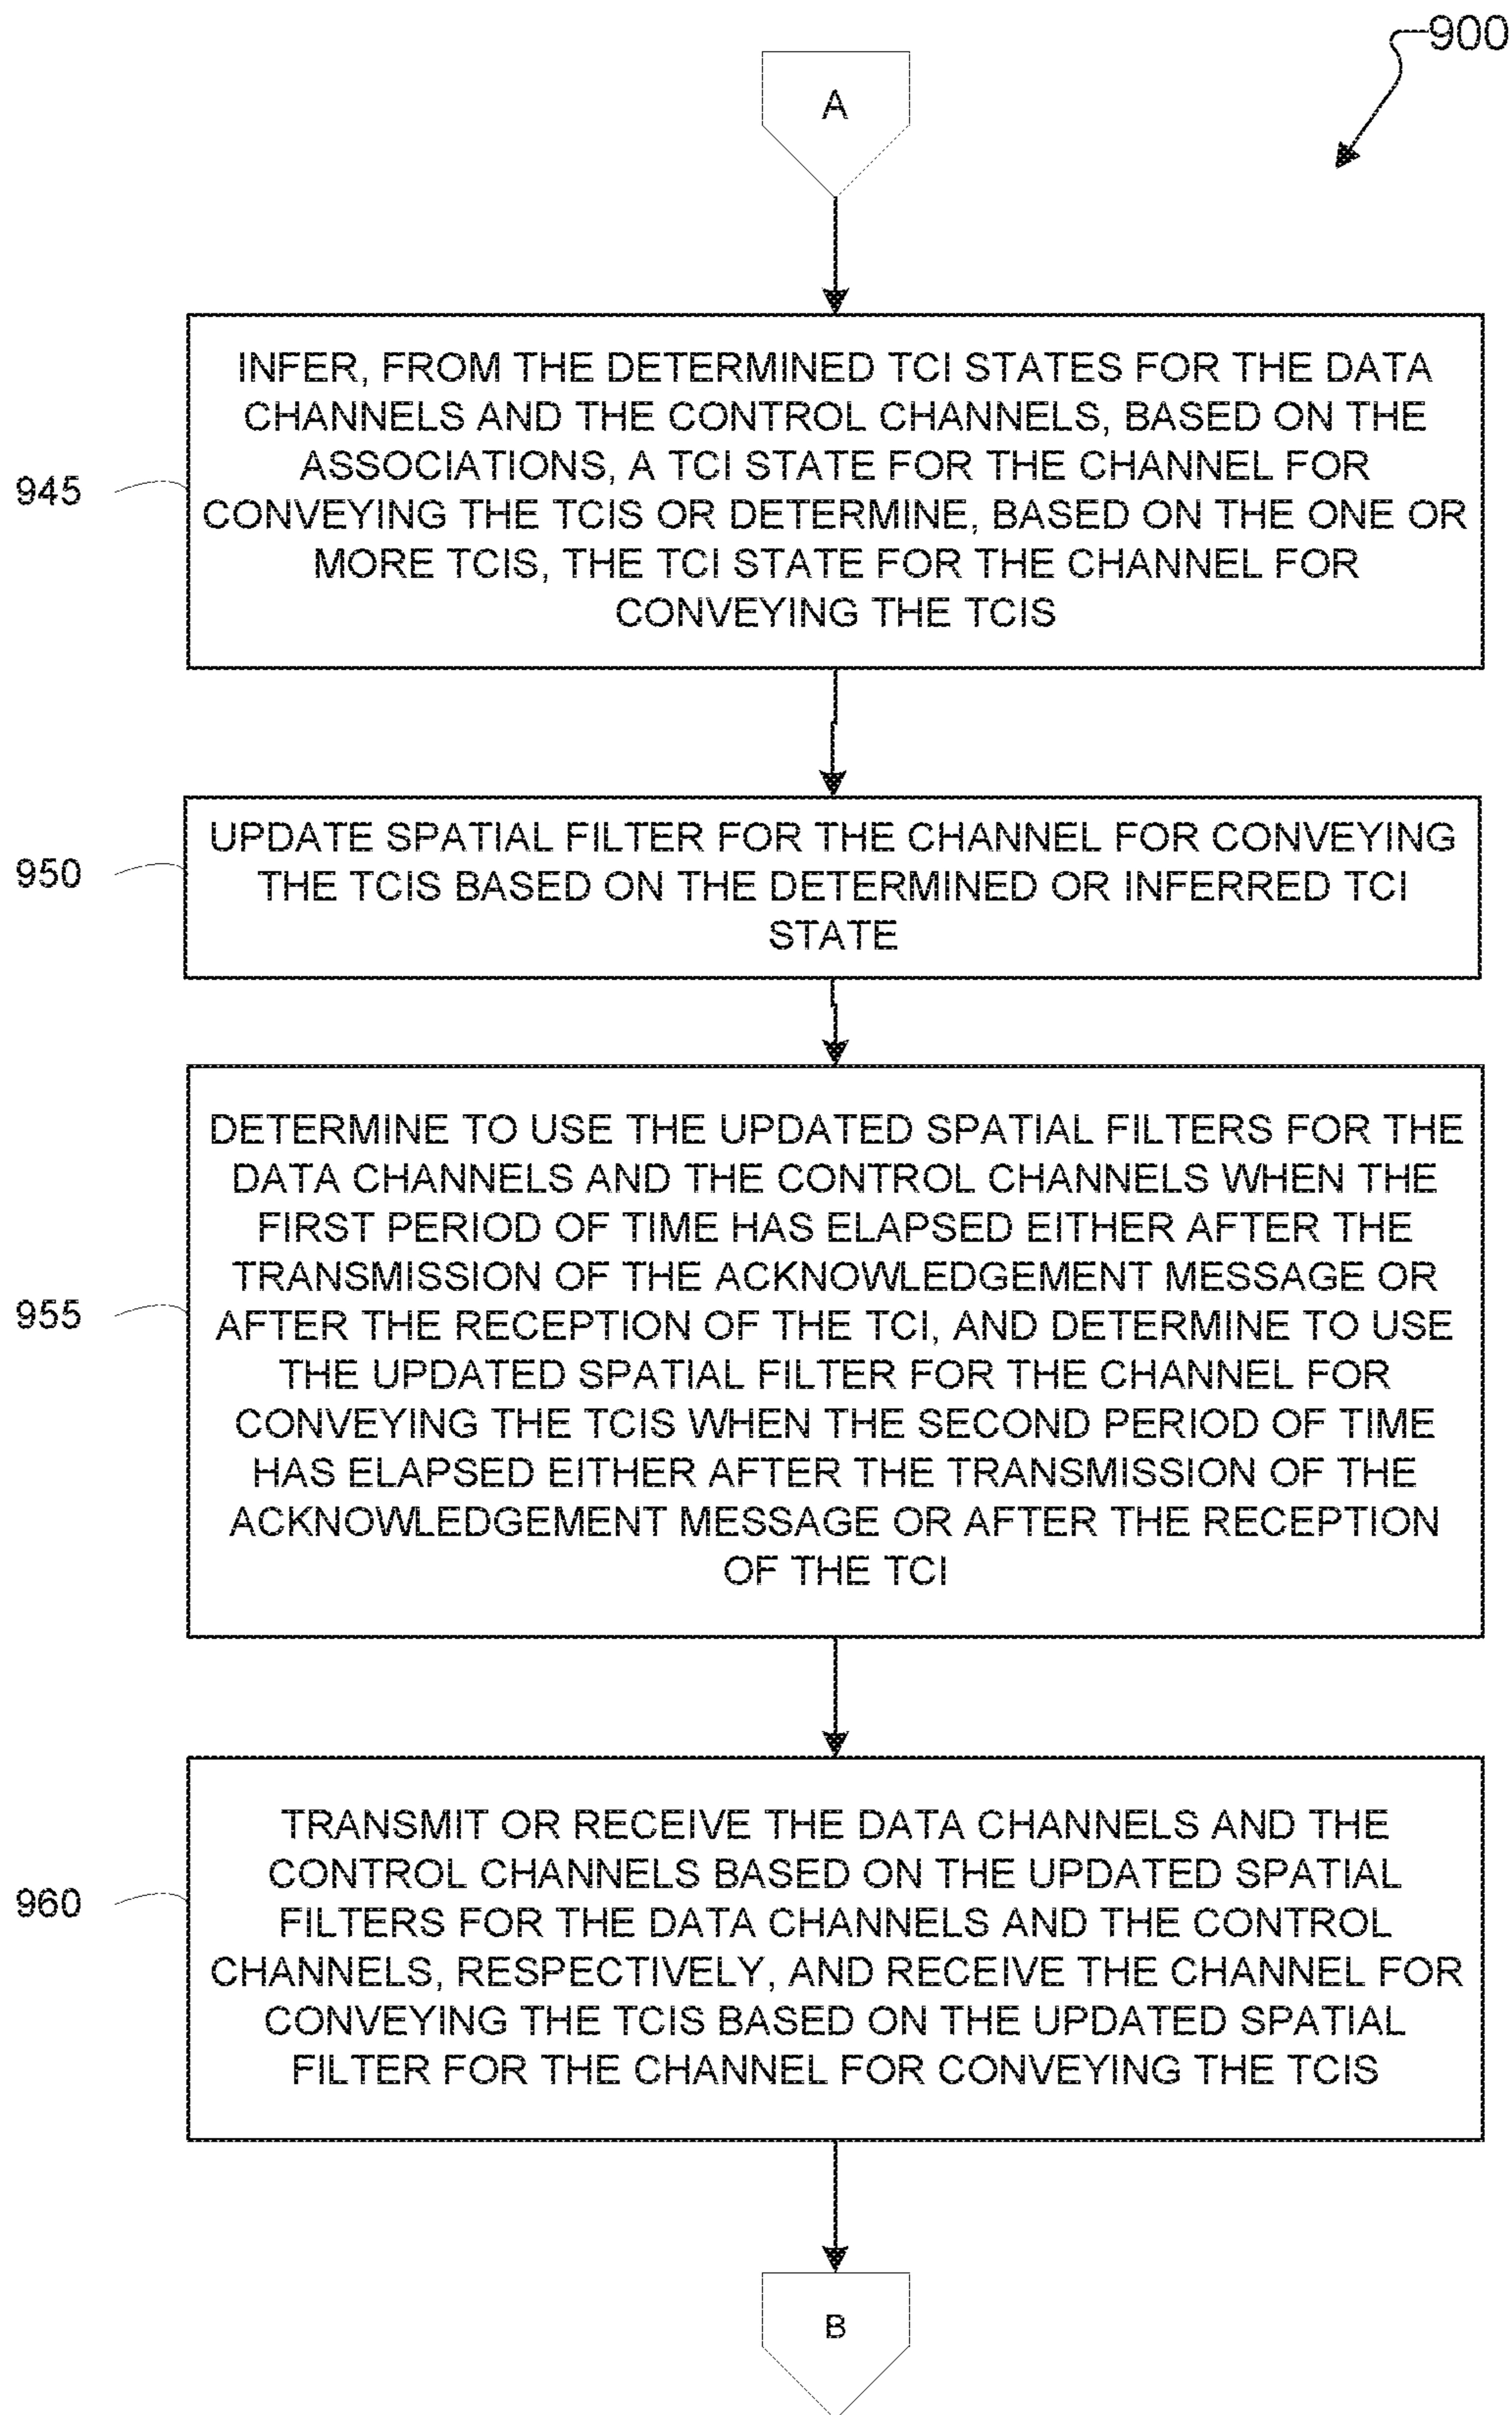 900
A
945
INFER, FROM THE DETERMINED TCI STATES FOR THE DATA
CHANNELS AND THE CONTROL CHANNELS, BASED ON THE
ASSOCIATIONS, A TCI STATE FOR THE CHANNEL FOR
CONVEYING THE TCIS OR DETERMINE, BASED ON THE ONE OR
MORE TCIS, THE TCI STATE FOR THE CHANNEL FOR
CONVEYING THE TCIS
950
UPDATE SPATIAL FILTER FOR THE CHANNEL FOR CONVEYING
THE TCIS BASED ON THE DETERMINED OR INFERRED TCI
STATE
955
DETERMINE TO USE THE UPDATED SPATIAL FILTERS FOR THE
DATA CHANNELS AND THE CONTROL CHANNELS WHEN THE
FIRST PERIOD OF TIME HAS ELAPSED EITHER AFTER THE
TRANSMISSION OF THE ACKNOWLEDGEMENT MESSAGE OR
AFTER THE RECEPTION OF THE TCI, AND DETERMINE TO USE
THE UPDATED SPATIAL FILTER FOR THE CHANNEL FOR
CONVEYING THE TCIS WHEN THE SECOND PERIOD OF TIME
HAS ELAPSED EITHER AFTER THE TRANSMISSION OF THE
ACKNOWLEDGEMENT MESSAGE OR AFTER THE RECEPTION
OF THE TCI
960
TRANSMIT OR RECEIVE THE DATA CHANNELS AND THE
CONTROL CHANNELS BASED ON THE UPDATED SPATIAL
FILTERS FOR THE DATA CHANNELS AND THE CONTROL
CHANNELS, RESPECTIVELY, AND RECEIVE THE CHANNEL FOR
CONVEYING THE TCIS BASED ON THE UPDATED SPATIAL
FILTER FOR THE CHANNEL FOR CONVEYING THE TCIS
B